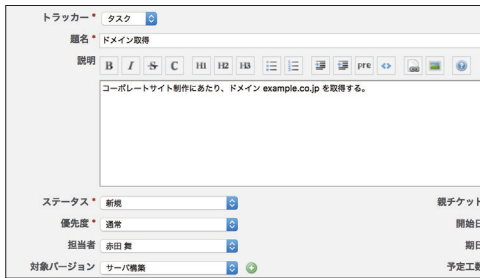 トラッカー * タスク
題名 * ドメイン取得
説明 B I S C H1 H2 H3 pre <>
コーポレートサイト制作にあたり、ドメイン example.co.jp を取得する。
ステータス * 新規 親チケット
優先度 * 通常 開始日
担当者 赤田 舞 期日
対象バージョン サーバ構築 予定工数